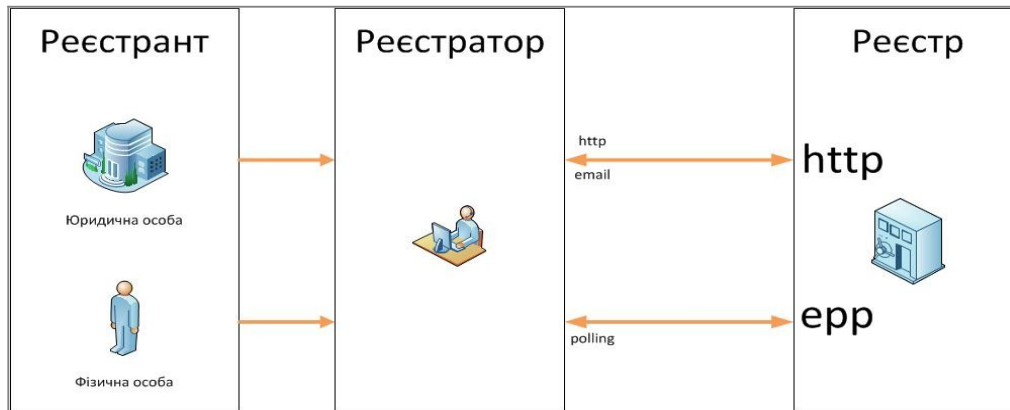 Реєстрант
Юридична особа
Фізична особа
Реєстратор
http
email
polling
Реєстр
http
epp